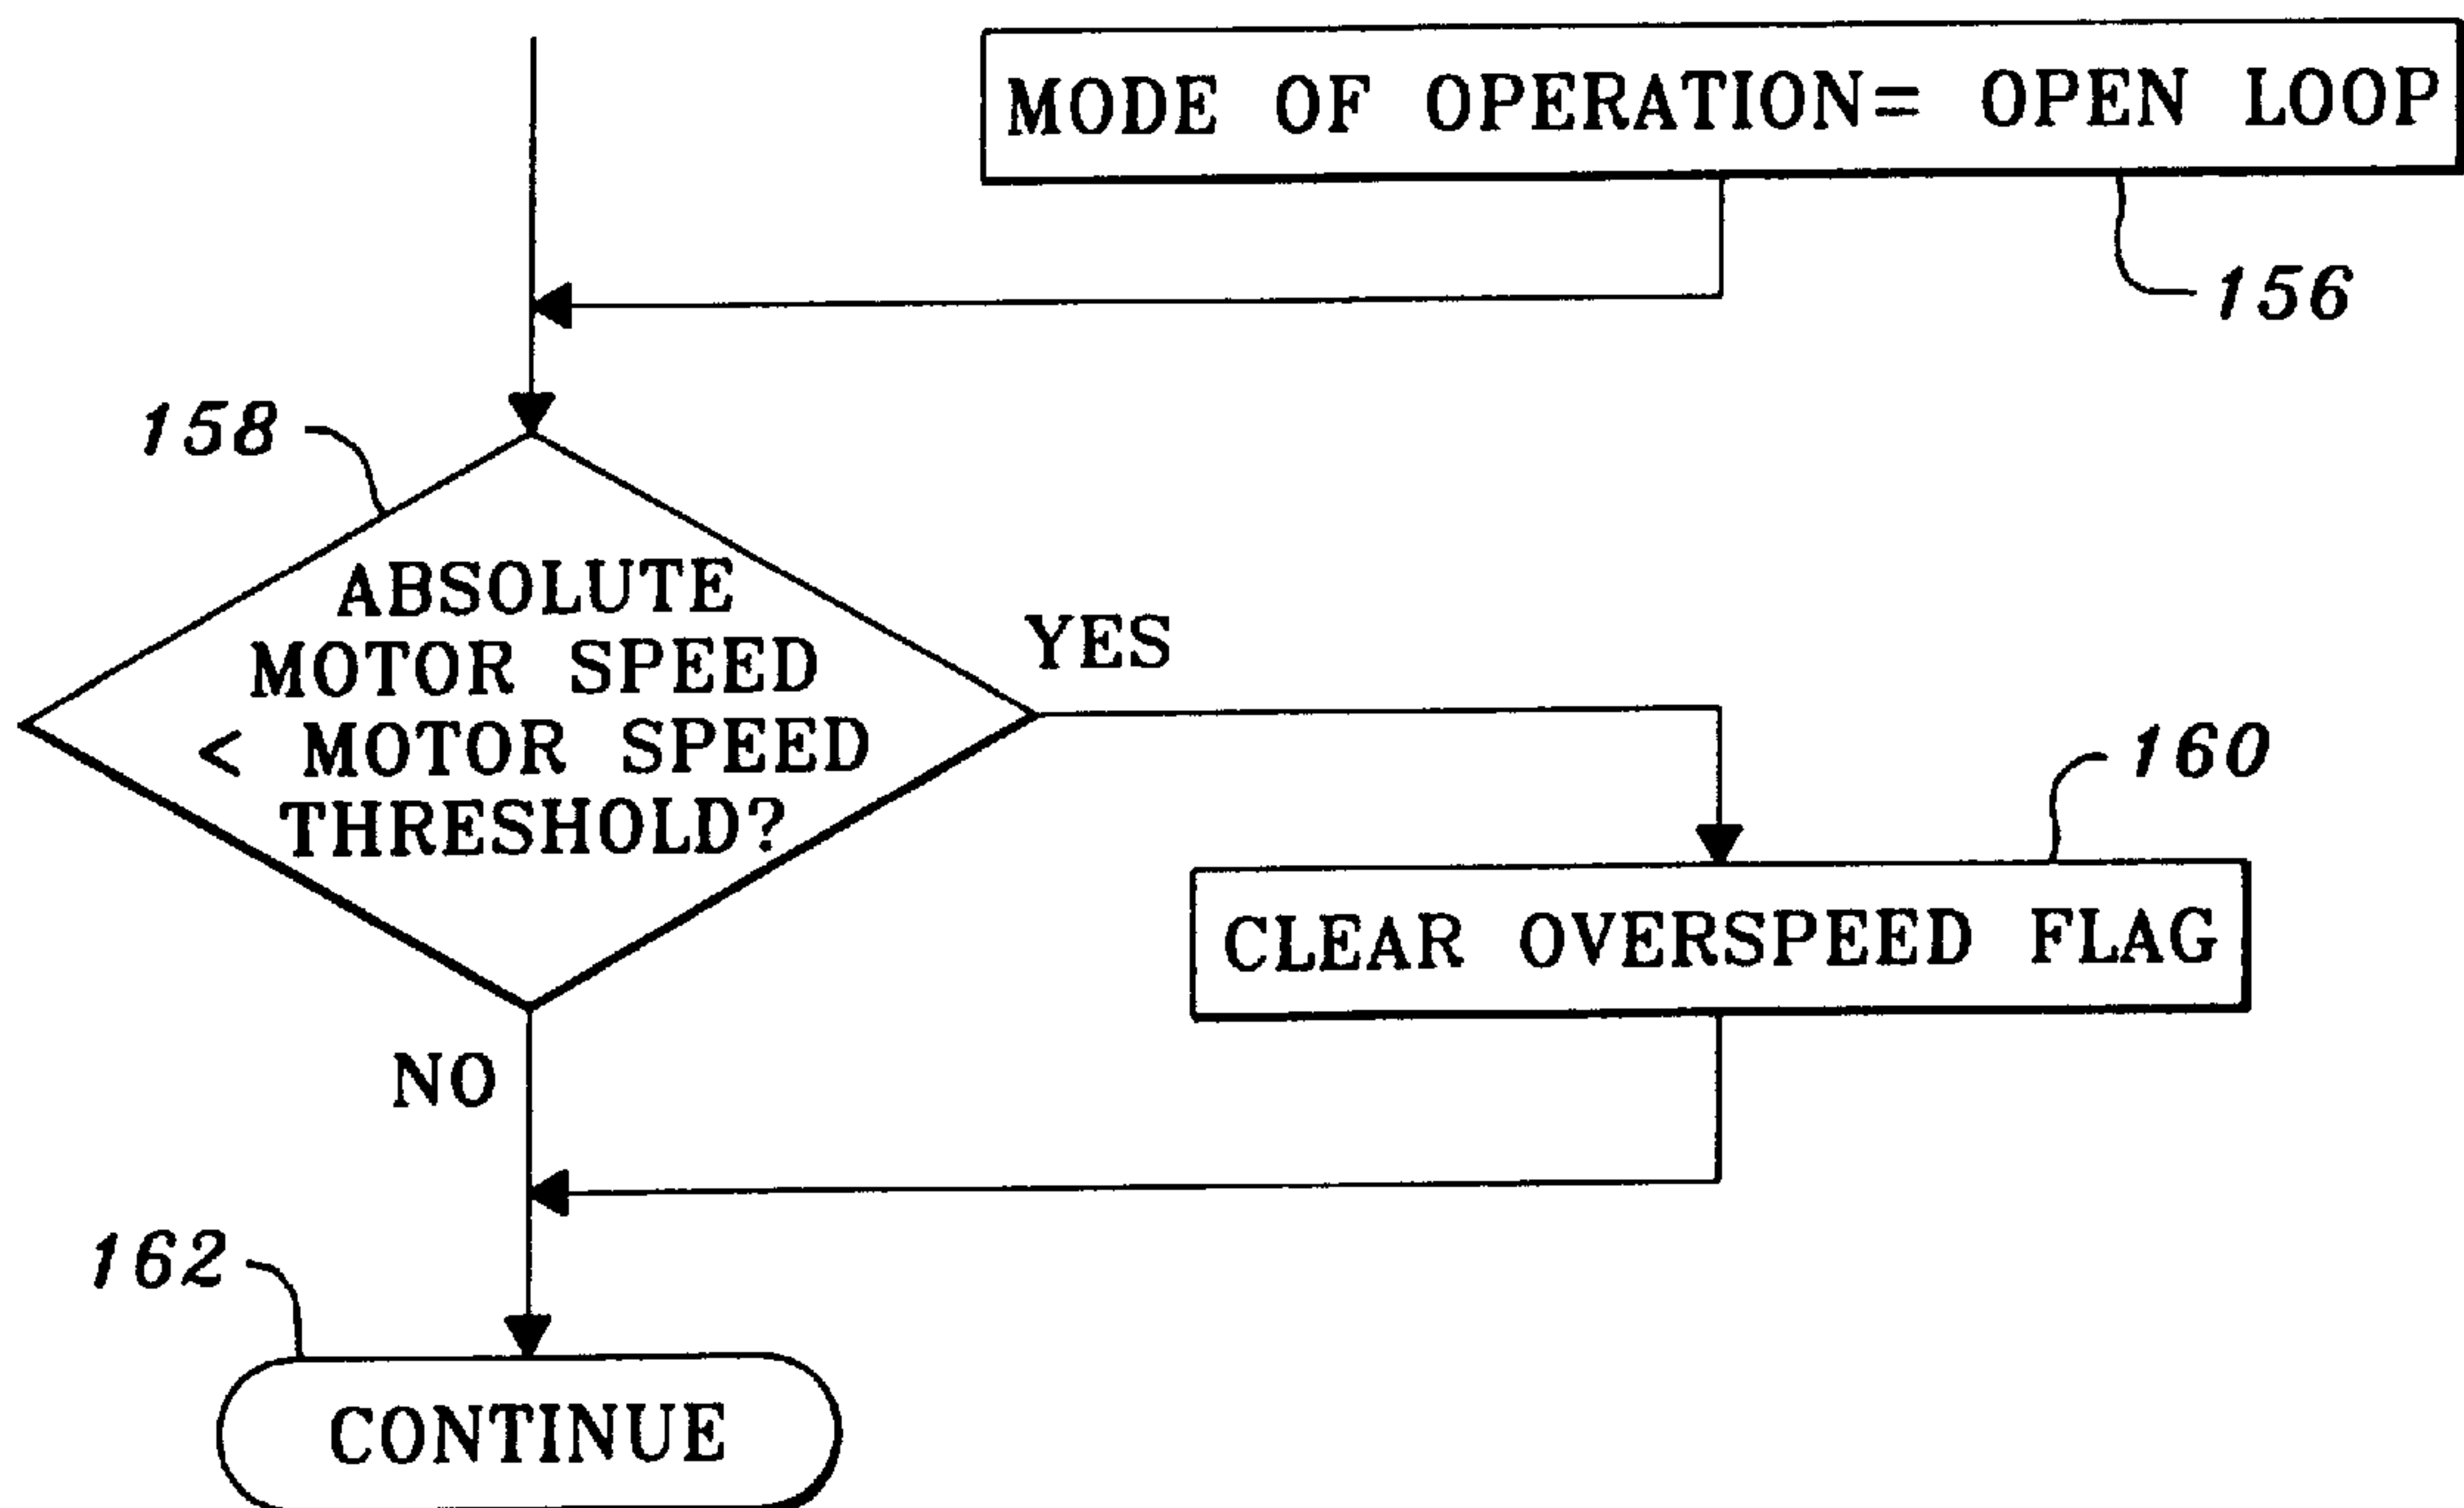 MODE OF OPERATION= OPEN LOOP
156
158
ABSOLUTE
MOTOR SPEED
< MOTOR SPEED
THRESHOLD?
YES
160
CLEAR OVERSPEED FLAG
NO
162
CONTINUE